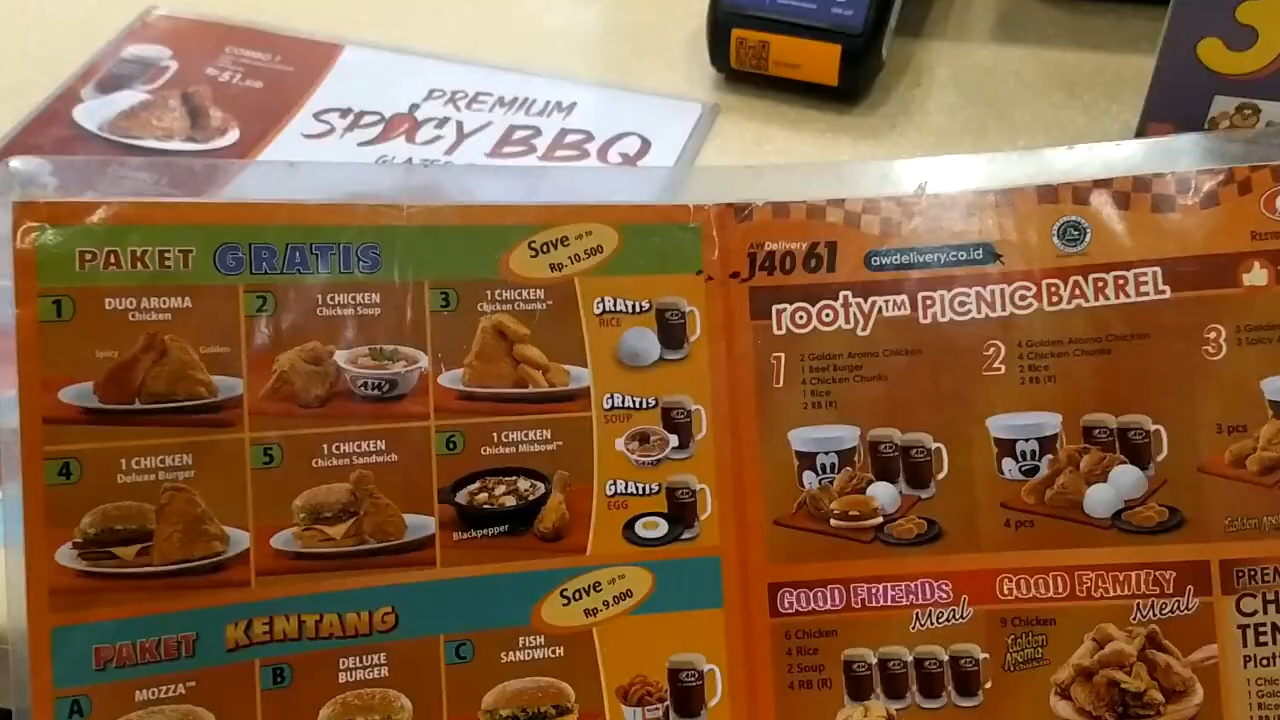 COMBO 1
PREMIUM
SPICY BBQ
PAKET GRATIS
Save up to
Rp. 10.500
1
DUO AROMA
Chicken
Spicy
Golden
2
1 CHICKEN
Chicken Soup
AW
3
1 CHICKEN
Chicken Chunks™
GRATIS
RICE
GRATIS
SOUP
GRATIS
EGG
4
1 CHICKEN
Deluxe Burger
5
1 CHICKEN
Chicken Sandwich
6
1 CHICKEN
Chicken Mixbowl™
Blackpepper
PAKET KENTANG
Save up to
Rp. 9.000
A
MOZZA™
B
DELUXE
BURGER
C
FISH
SANDWICH
AW Delivery
14061
awdelivery.co.id
rooty™ PICNIC BARREL
1
2 Golden Aroma Chicken
1 Beef Burger
4 Chicken Chunks
1 Rice
2 RB (R)
2
4 Golden Aroma Chicken
4 Chicken Chunks
2 Rice
2 RB (R)
4 pcs
3
3 pcs
GOOD FRIENDS
Meal
6 Chicken
4 Rice
2 Soup
4 RB (R)
GOOD FAMILY
Meal
9 Chicken
Golden
Aroma
chicken